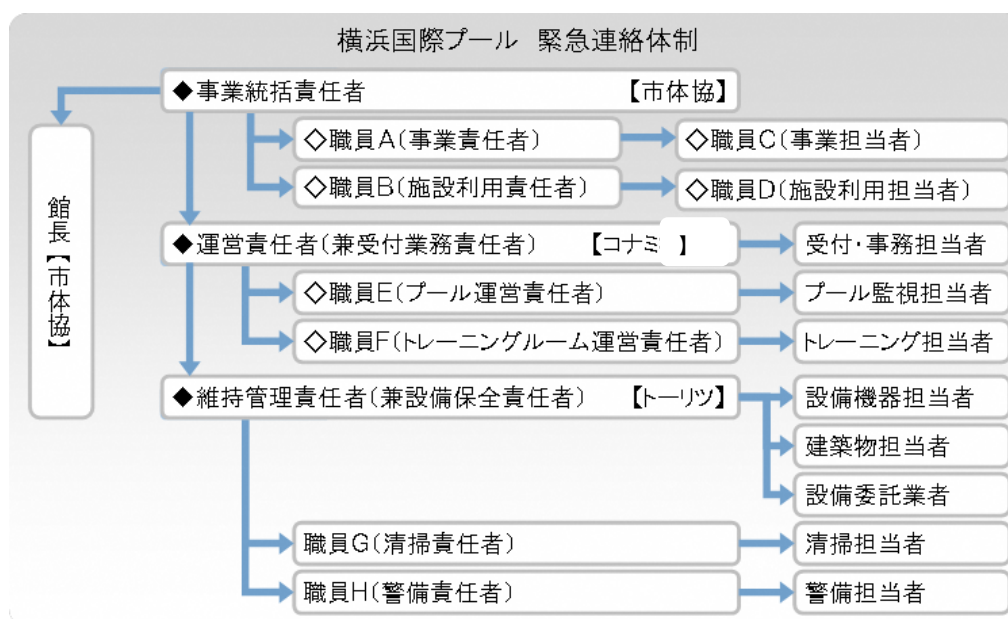 横浜国際プール 緊急連絡体制
◆事業統括責任者 【市体協】
◇職員A(事業責任者)
◇職員C(事業担当者)
◇職員B(施設利用責任者)
◇職員D(施設利用担当者)
館長【市体協】
◆運営責任者(兼受付業務責任者) 【コナミ 】
受付・事務担当者
◇職員E(プール運営責任者)
プール監視担当者
◇職員F(トレーニングルーム運営責任者)
トレーニング担当者
◆維持管理責任者(兼設備保全責任者) 【トーリツ】
設備機器担当者
建築物担当者
設備委託業者
職員G(清掃責任者)
清掃担当者
職員H(警備責任者)
警備担当者